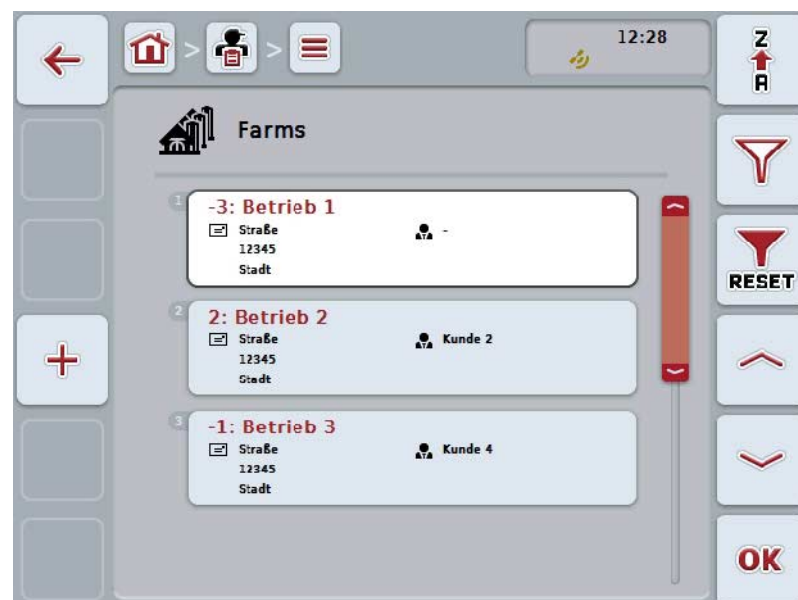 12:28
Z
A
Farms
1
-3: Betrieb 1
Straße
-
12345
Stadt
RESET
2
2: Betrieb 2
Straße
Kunde 2
12345
Stadt
3
-1: Betrieb 3
Straße
Kunde 4
12345
Stadt
OK